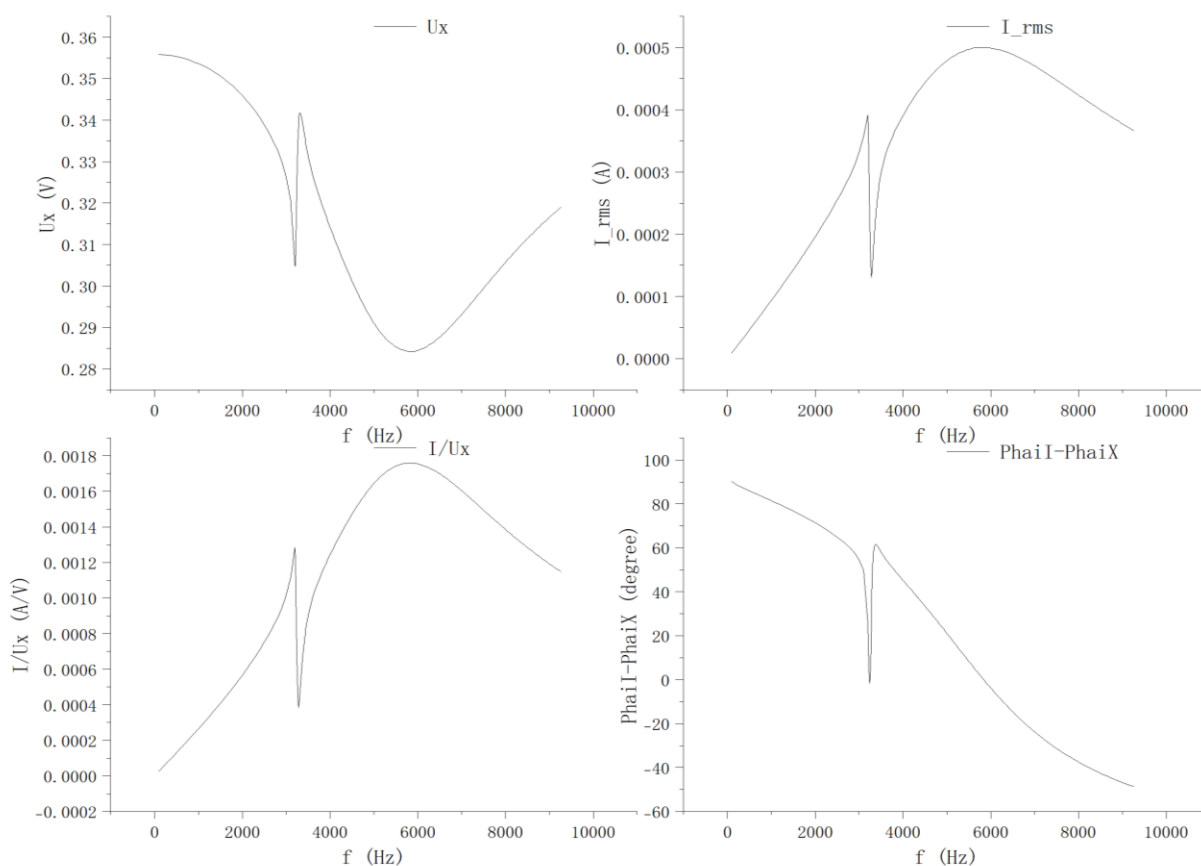 Ux
0.36
0.35
0.34
0.33
0.32
0.31
0.30
0.29
0.28
Ux (V)
0 2000 4000 6000 8000 10000
f (Hz)
I_rms
0.0005
0.0004
0.0003
0.0002
0.0001
0.0000
I_rms (A)
0 2000 4000 6000 8000 10000
f (Hz)
I/Ux
0.0018
0.0016
0.0014
0.0012
0.0010
0.0008
0.0006
0.0004
0.0002
0.0000
-0.0002
I/Ux (A/V)
0 2000 4000 6000 8000 10000
f (Hz)
PhaiI-PhaiX
100
80
60
40
20
0
-20
-40
-60
PhaiI-PhaiX (degree)
0 2000 4000 6000 8000 10000
f (Hz)